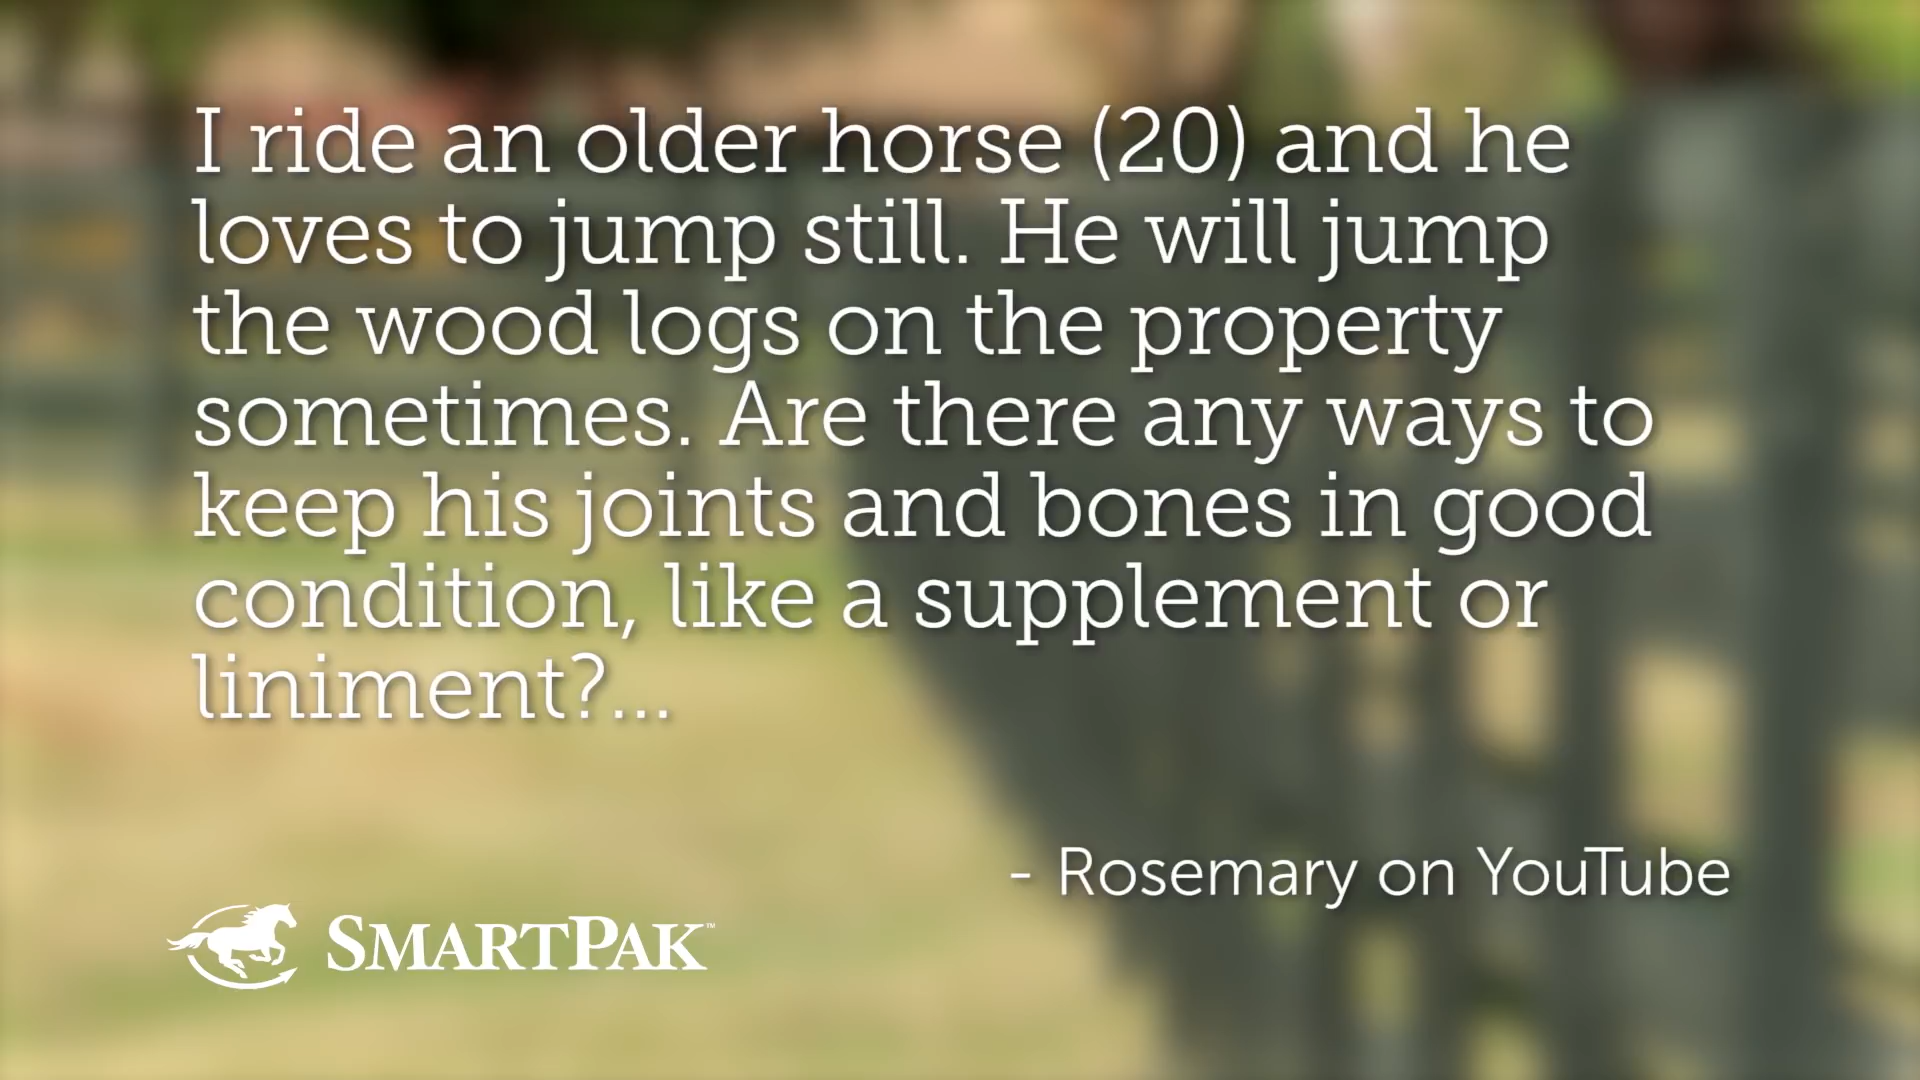 I ride an older horse (20) and he
loves to jump still. He will jump
the wood logs on the property
sometimes. Are there any ways to
keep his joints and bones in good
condition, like a supplement or
liniment?...
- Rosemary on YouTube
SMARTPAK™